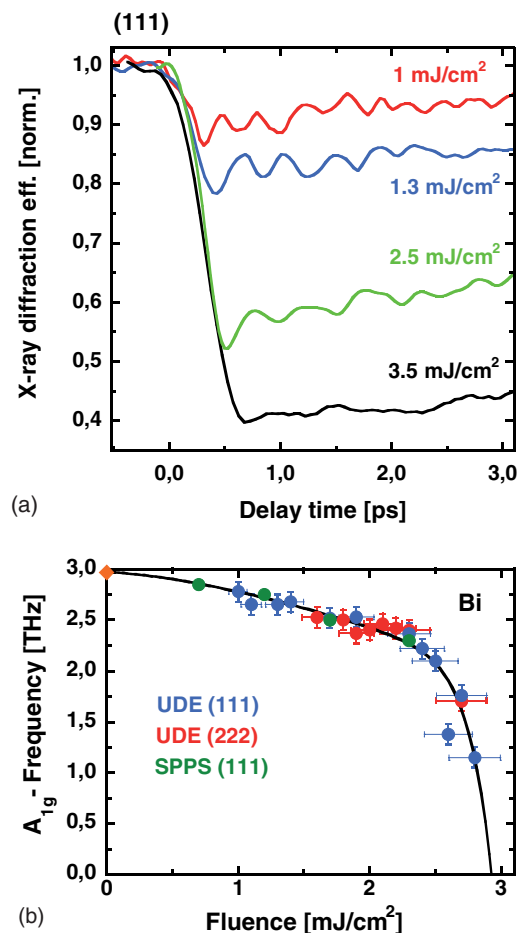 (111)
X-ray diffraction eff. [norm.]
1,0
0,9
0,8
0,7
0,6
0,5
0,4
1 mJ/cm²
1.3 mJ/cm²
2.5 mJ/cm²
3.5 mJ/cm²
0,0 1,0 2,0 3,0
Delay time [ps]
(a)
A1g- Frequency [THz]
3,0
2,5
2,0
1,5
1,0
0,5
0,0
Bi
UDE (111)
UDE (222)
SPPS (111)
0 1 2 3
Fluence [mJ/cm²]
(b)